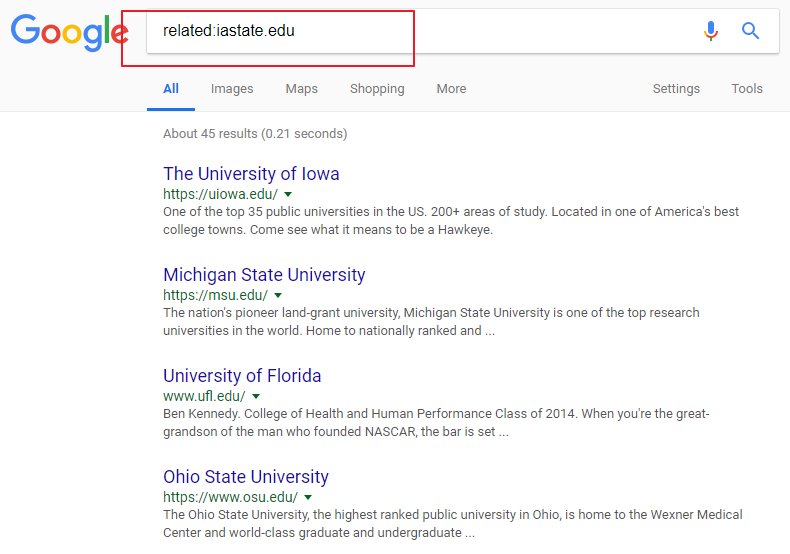 Google
related:iastate.edu
All Images Maps Shopping More Settings Tools
About 45 results (0.21 seconds)
The University of Iowa
https://uiowa.edu/
One of the top 35 public universities in the US. 200+ areas of study. Located in one of America's best
college towns. Come see what it means to be a Hawkeye.
Michigan State University
https://msu.edu/
The nation's pioneer land-grant university, Michigan State University is one of the top research
universities in the world. Home to nationally ranked and ...
University of Florida
www.ufl.edu/
Ben Kennedy. College of Health and Human Performance Class of 2014. When you're the great-
grandson of the man who founded NASCAR, the bar is set ...
Ohio State University
https://www.osu.edu/
The Ohio State University, the highest ranked public university in Ohio, is home to the Wexner Medical
Center and world-class graduate and undergraduate ...